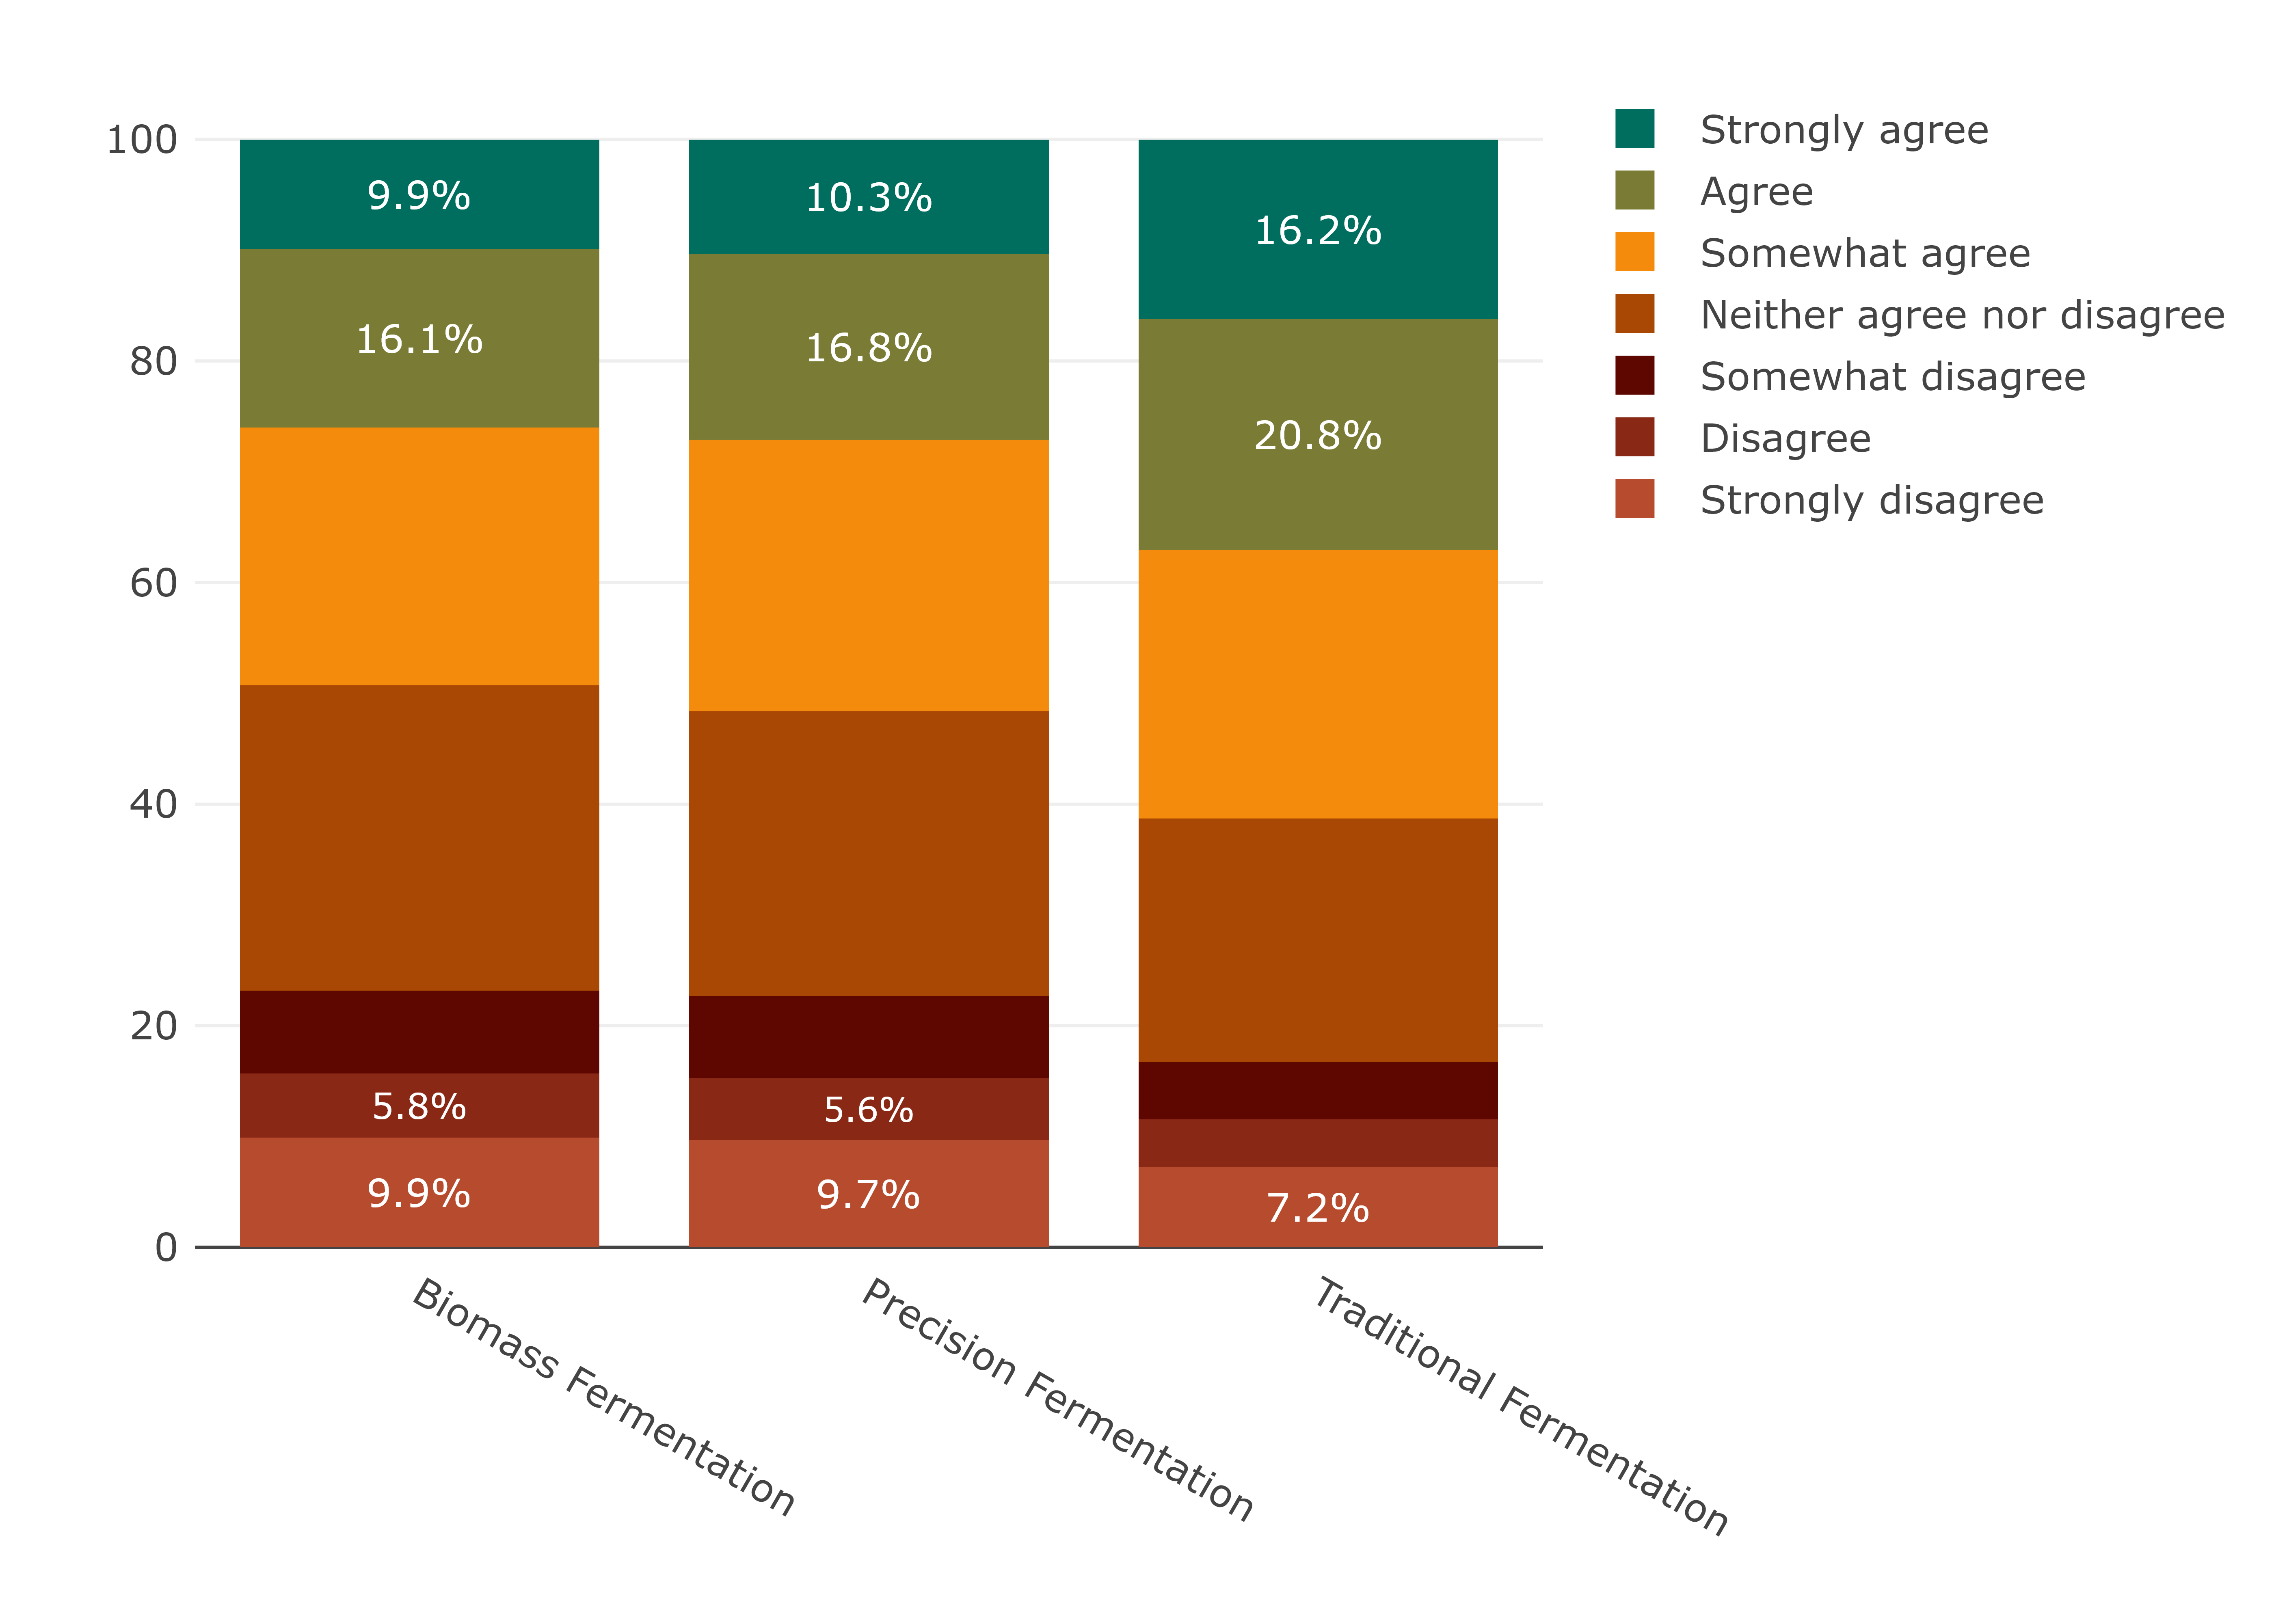 100
80
60
40
20
0
9.9%
16.1%
5.8%
9.9%
10.3%
16.8%
5.6%
9.7%
16.2%
20.8%
7.2%
Biomass Fermentation
Precision Fermentation
Traditional Fermentation
Strongly agree
Agree
Somewhat agree
Neither agree nor disagree
Somewhat disagree
Disagree
Strongly disagree